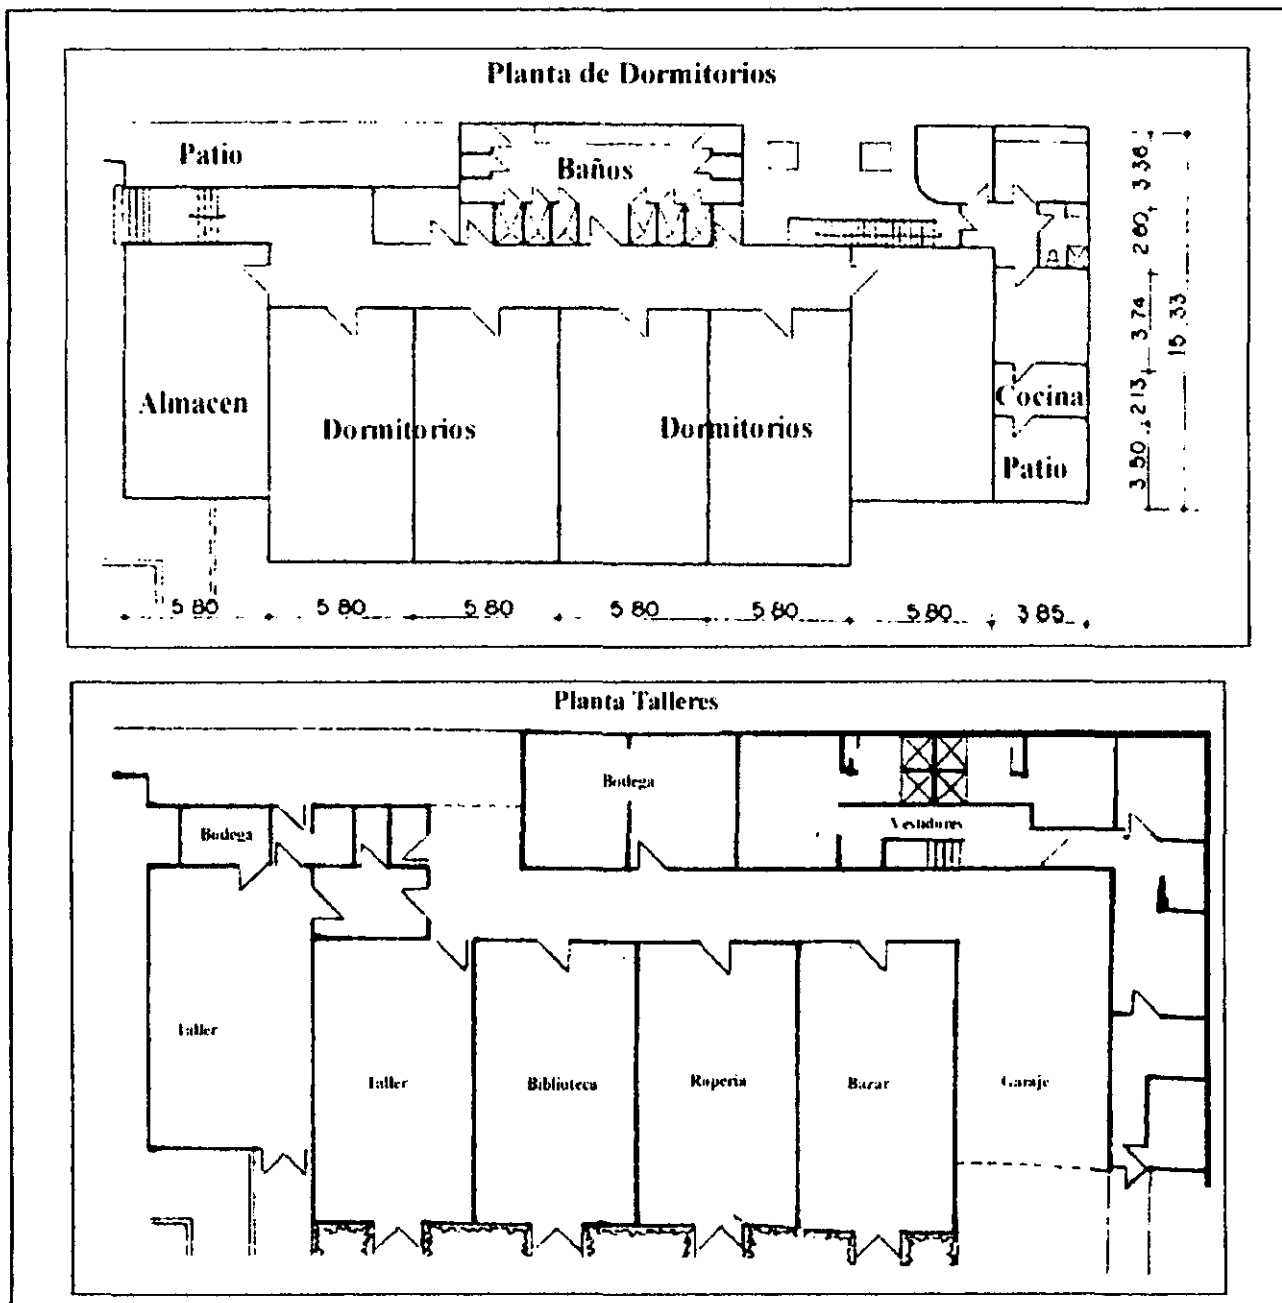 Planta de Dormitorios
Patio
Baños
Almacen
Dormitorios
Dormitorios
Cocina
Patio
3 36
2 60
3 74
2 13
3 50
15 33
5 80
5 80
5 80
5 80
5 80
5 80
3 85
Planta Talleres
Bodega
Bodega
Vestidores
Taller
Taller
Biblioteca
Roperia
Bazar
Garaje